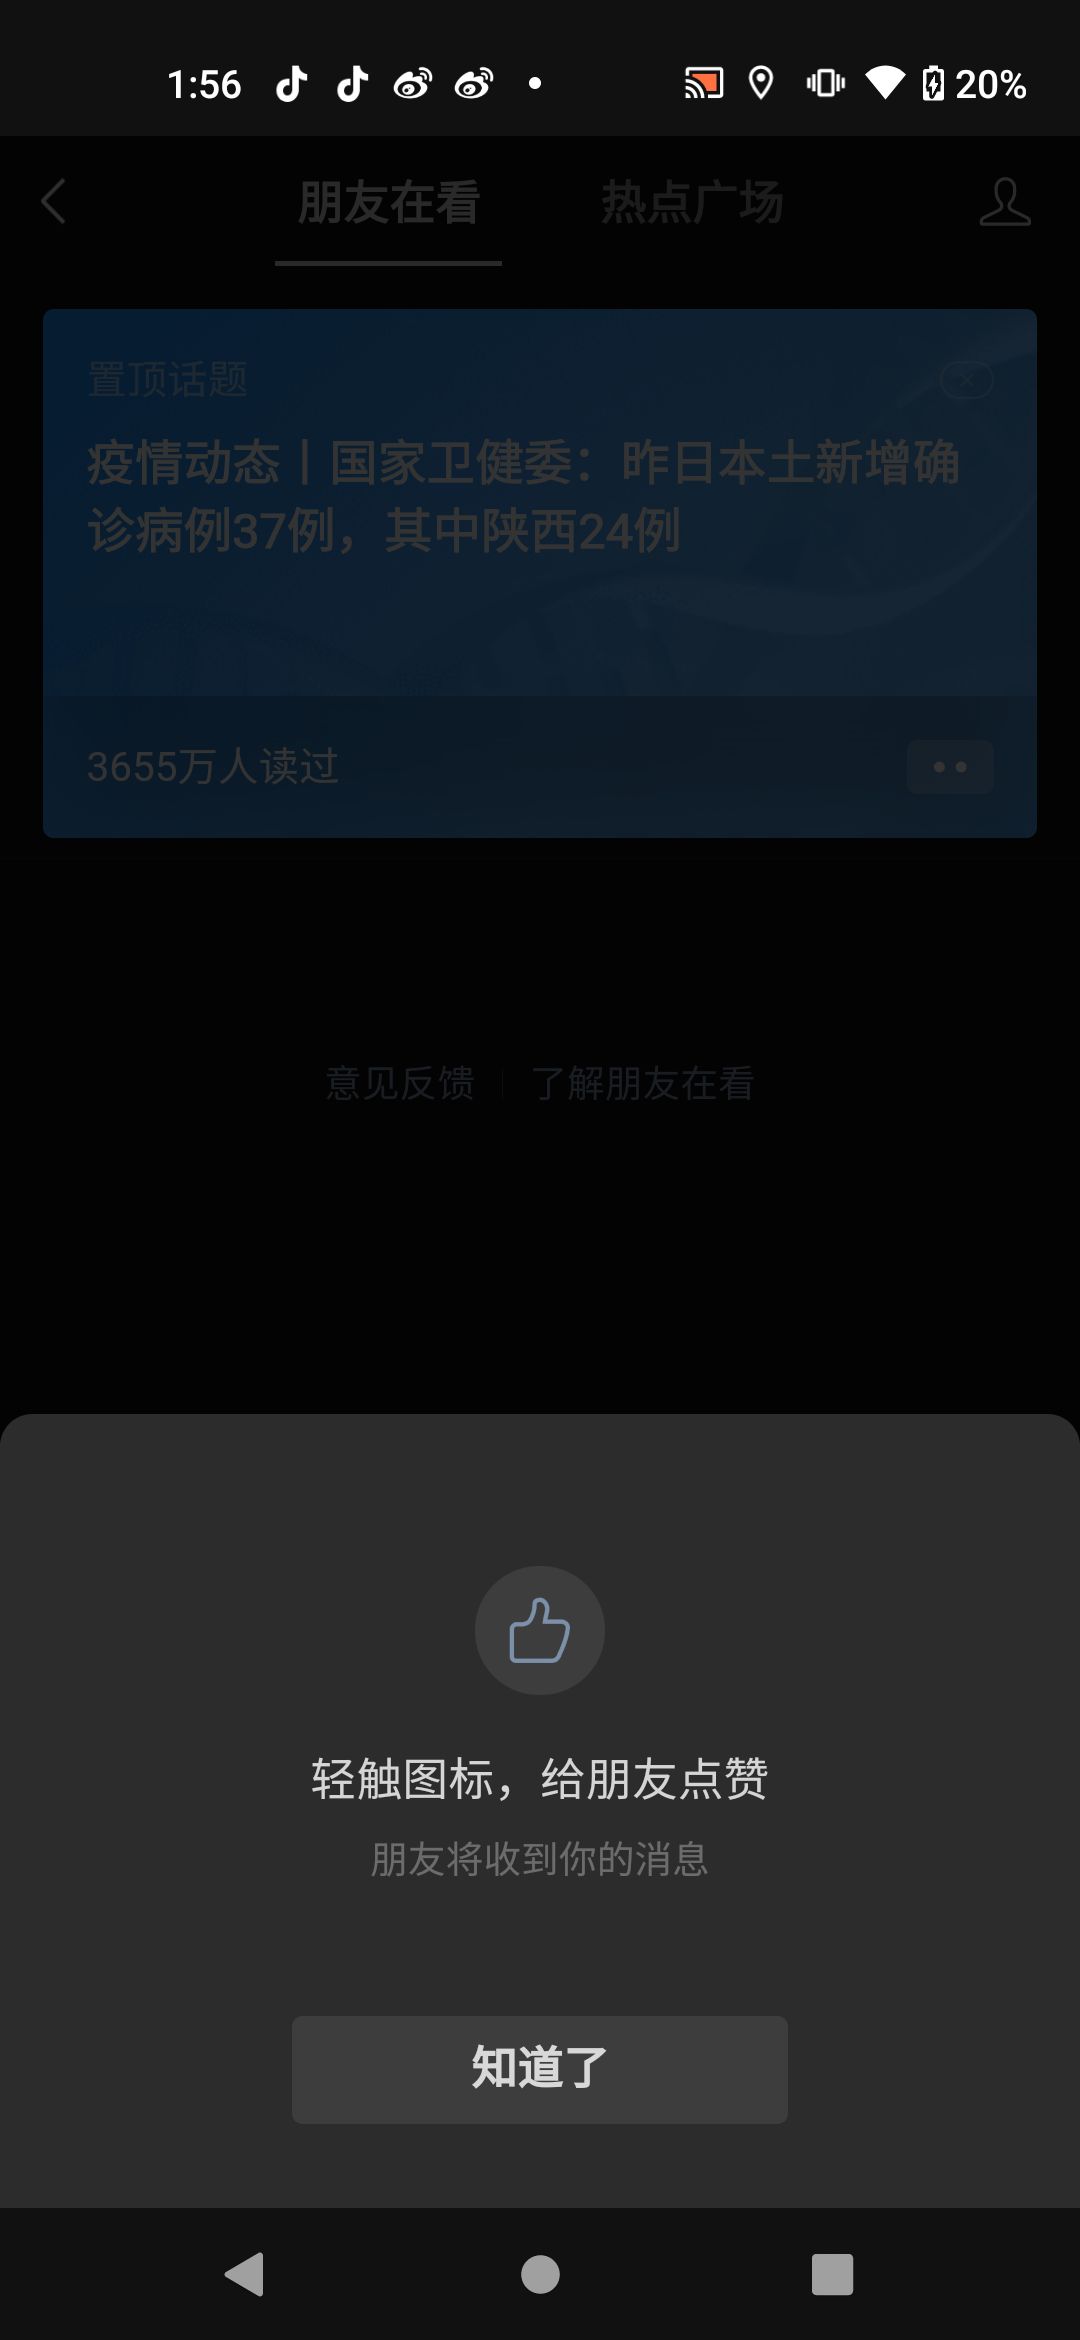 1:56
20%
朋友在看 热点广场
置顶话题
疫情动态丨国家卫健委：昨日本土新增确
诊病例37例，其中陕西24例
3655万人读过
意见反馈 了解朋友在看
轻触图标，给朋友点赞
朋友将收到你的消息
知道了